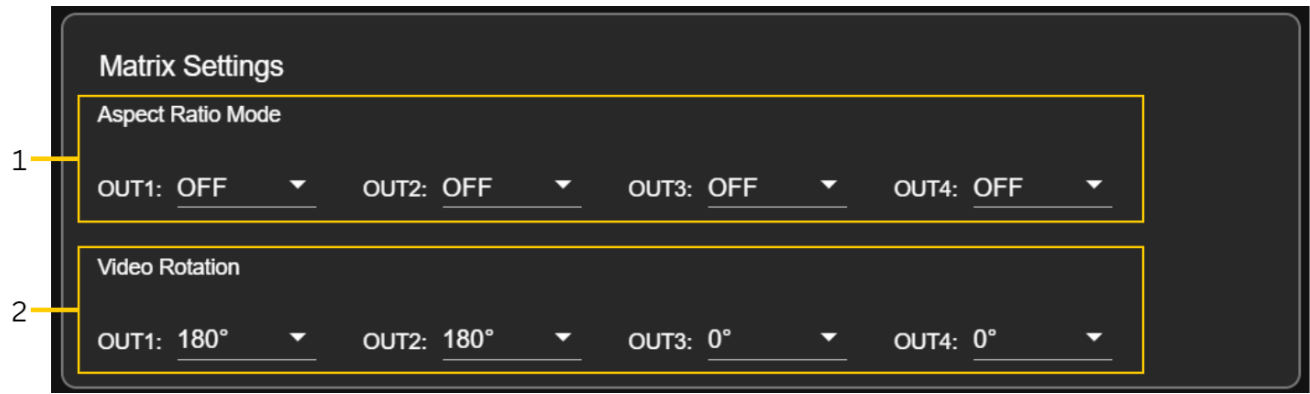 Matrix Settings
Aspect Ratio Mode
1
OUT1: OFF OUT2: OFF OUT3: OFF OUT4: OFF
Video Rotation
2
OUT1: 180° OUT2: 180° OUT3: 0° OUT4: 0°